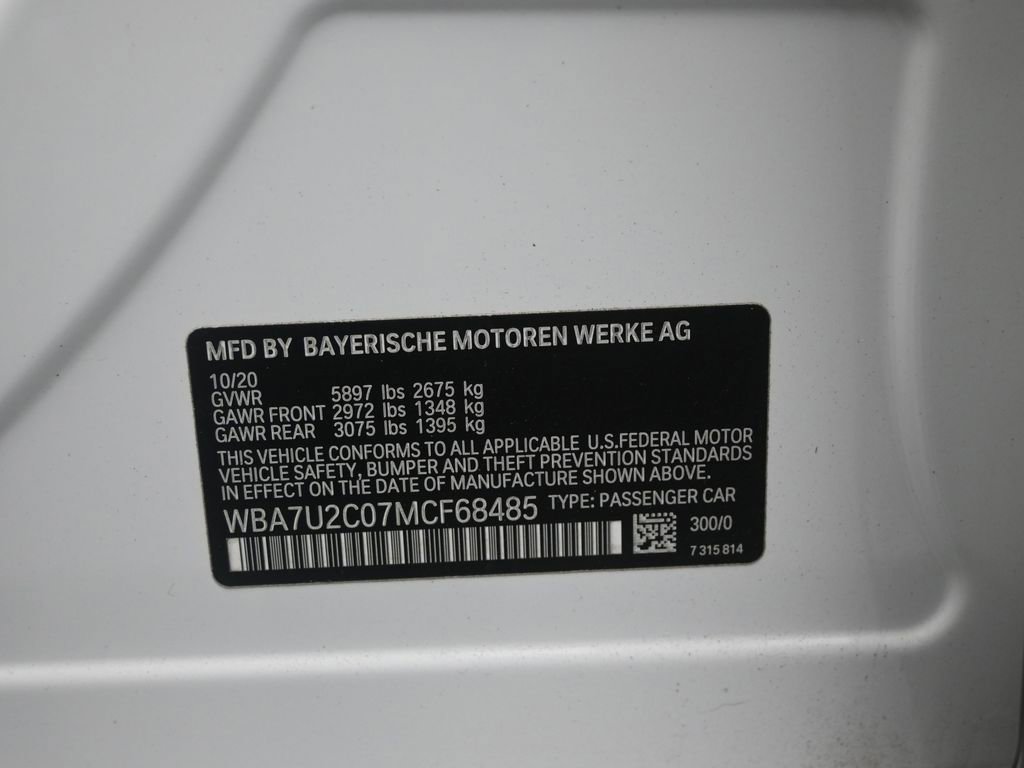 MFD BY BAYERISCHE MOTOREN WERKE AG
10/20
GVWR 5897 lbs 2675 kg
GAWR FRONT 2972 lbs 1348 kg
GAWR REAR 3075 lbs 1395 kg
THIS VEHICLE CONFORMS TO ALL APPLICABLE U.S.FEDERAL MOTOR
VEHICLE SAFETY, BUMPER AND THEFT PREVENTION STANDARDS
IN EFFECT ON THE DATE OF MANUFACTURE SHOWN ABOVE.
WBA7U2C07MCF68485 TYPE: PASSENGER CAR
300/0
7 315 814